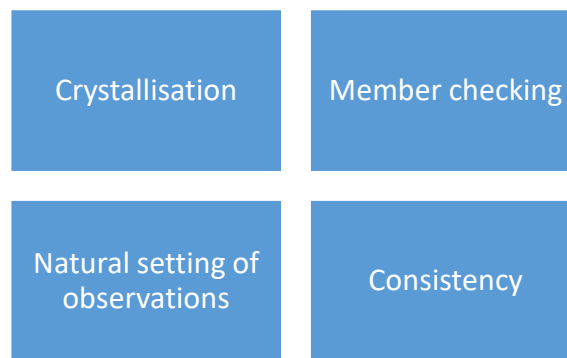 Crystallisation
Member checking
Natural setting of
observations
Consistency